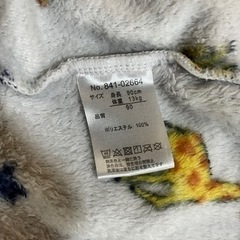 No. 841-02664
サイズ 身長 90cm
体重 13kg
90
品質
ポリエステル 100%